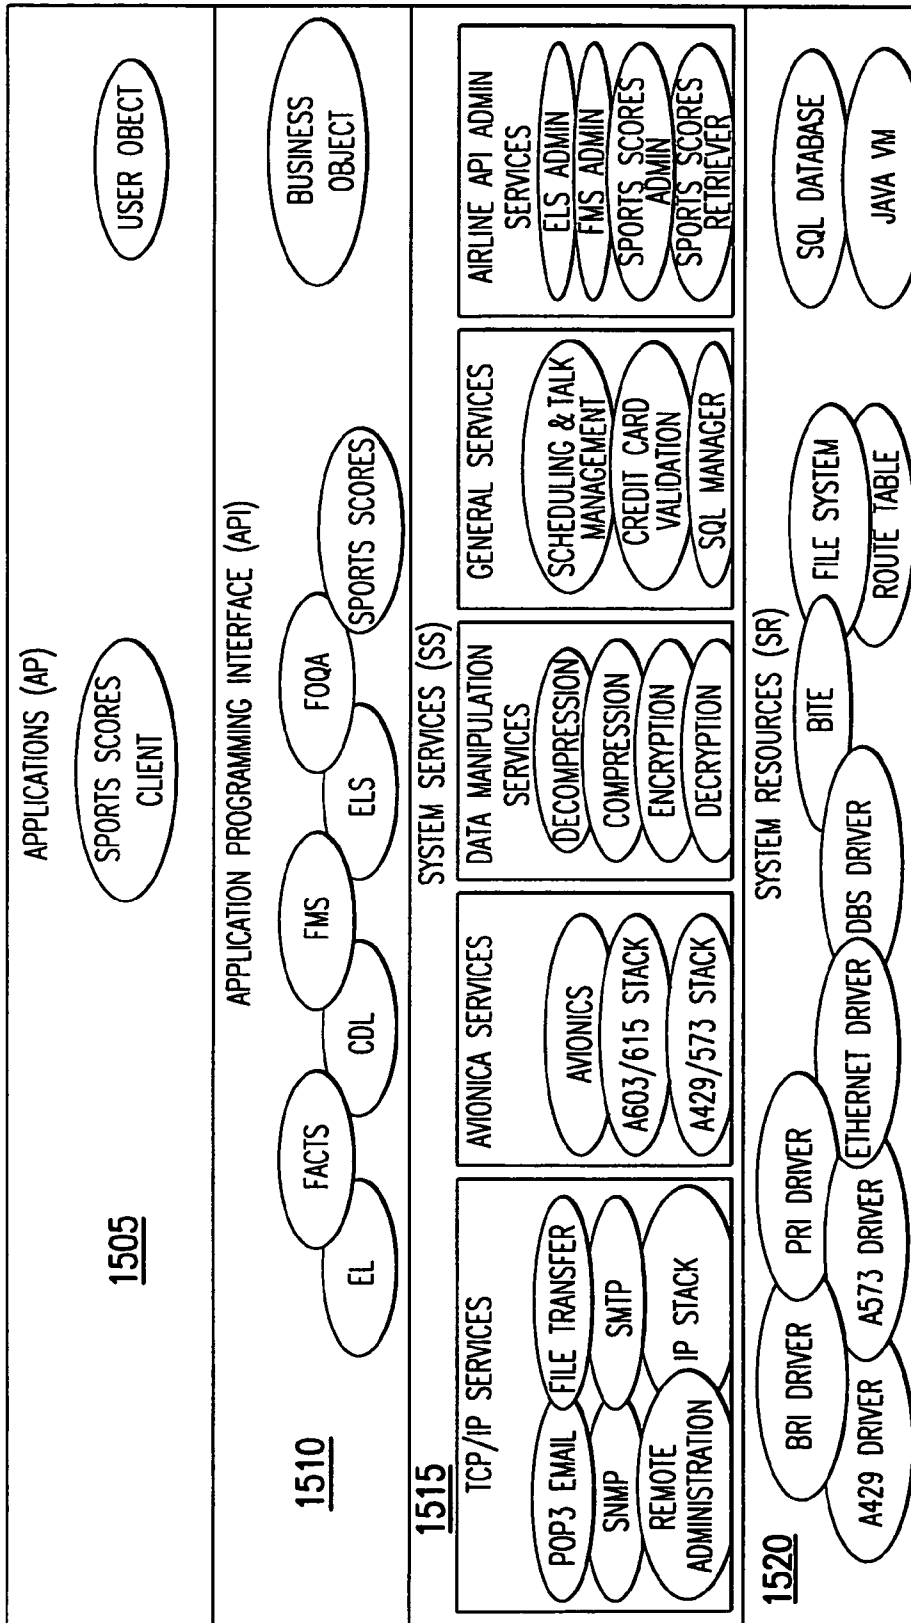 APPLICATIONS (AP)
1505
SPORTS SCORES
CLIENT
USER OBECT
APPLICATION PROGRAMMING INTERFACE (API)
1510
EL
FACTS
CDL
FMS
ELS
FOQA
SPORTS SCORES
BUSINESS
OBJECT
1515
SYSTEM SERVICES (SS)
TCP/IP SERVICES
POP3 EMAIL
FILE TRANSFER
SNMP
SMTP
REMOTE
ADMINISTRATION
IP STACK
AVIONICA SERVICES
AVIONICS
A603/615 STACK
A429/573 STACK
DATA MANIPULATION
SERVICES
DECOMPRESSION
COMPRESSION
ENCRYPTION
DECRYPTION
GENERAL SERVICES
SCHEDULING & TALK
MANAGEMENT
CREDIT CARD
VALIDATION
SQL MANAGER
AIRLINE API ADMIN
SERVICES
ELS ADMIN
FMS ADMIN
SPORTS SCORES
ADMIN
SPORTS SCORES
RETRIEVER
1520
SYSTEM RESOURCES (SR)
BRI DRIVER
A429 DRIVER
PRI DRIVER
A573 DRIVER
ETHERNET DRIVER
DBS DRIVER
BITE
FILE SYSTEM
ROUTE TABLE
SQL DATABASE
JAVA VM